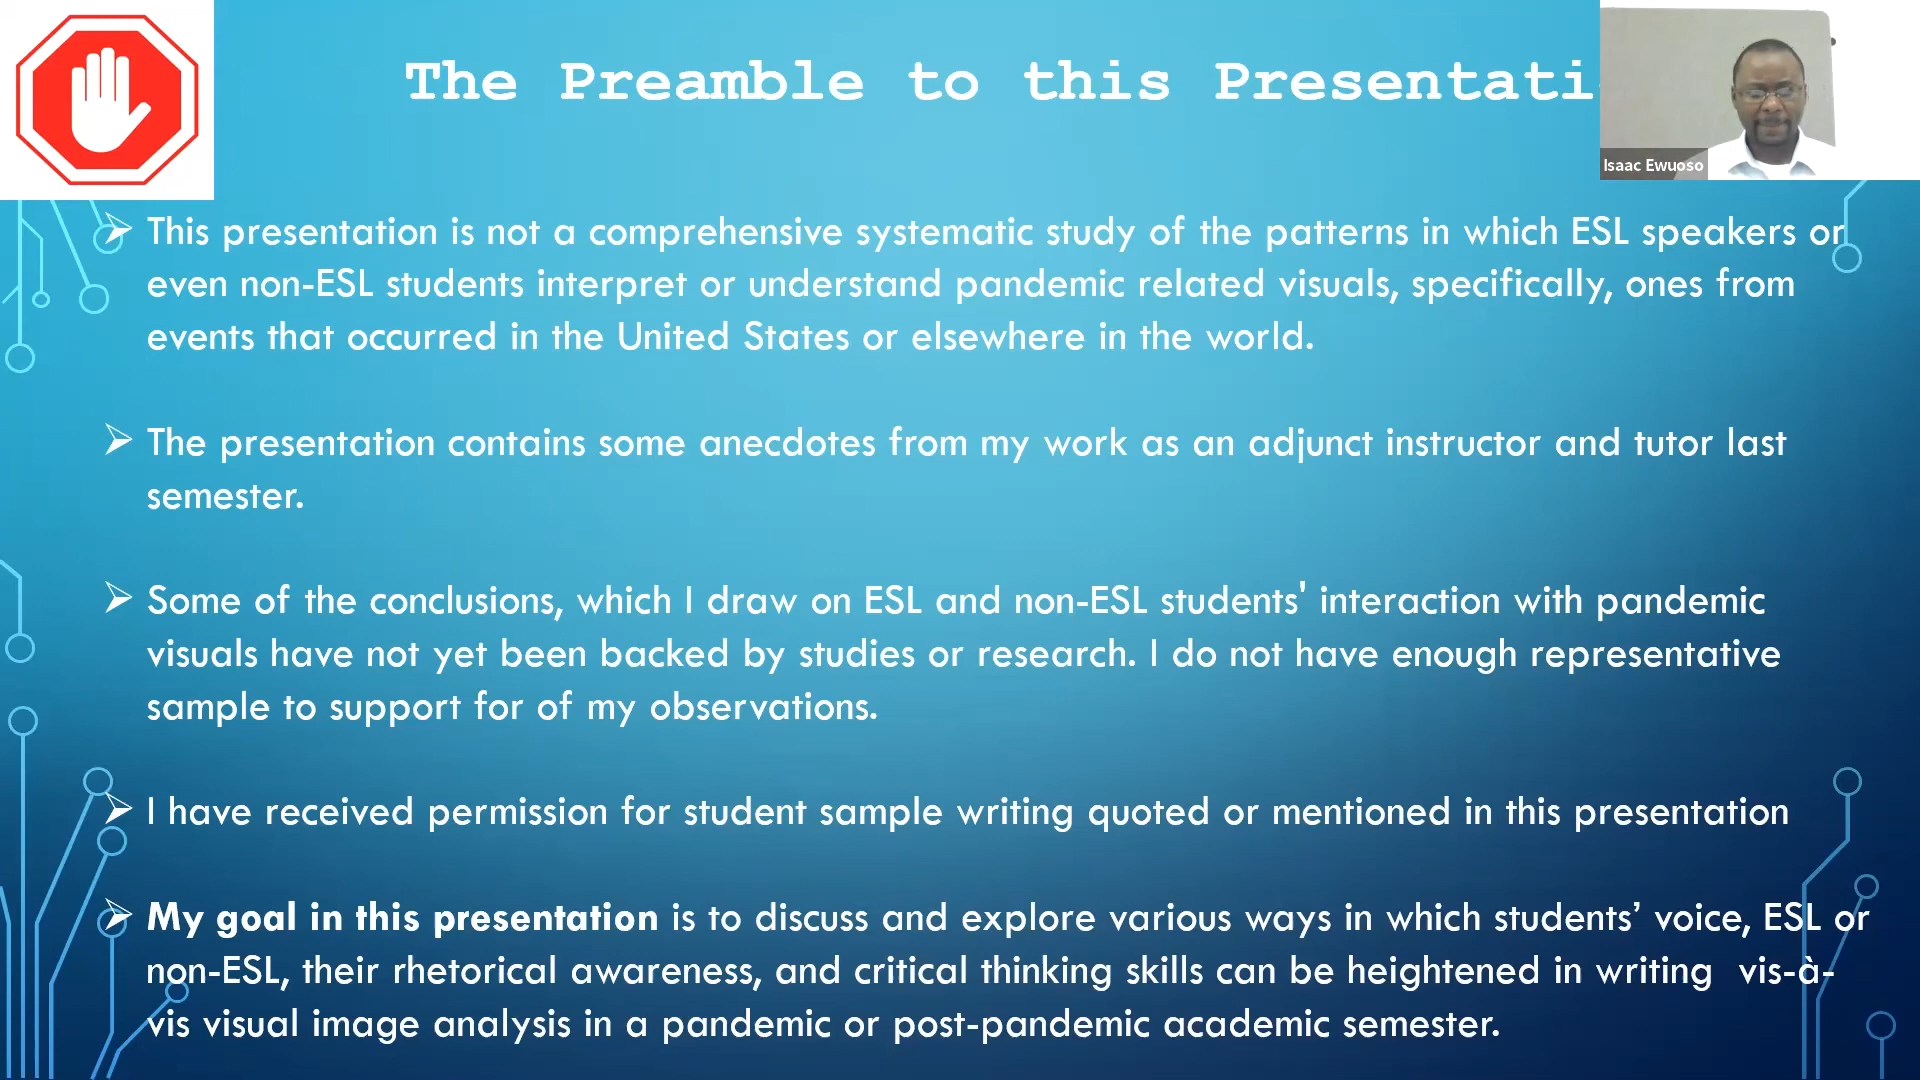 The Preamble to this Presentati
Isaac Ewuoso
This presentation is not a comprehensive systematic study of the patterns in which ESL speakers or
even non-ESL students interpret or understand pandemic related visuals, specifically, ones from
events that occurred in the United States or elsewhere in the world.
The presentation contains some anecdotes from my work as an adjunct instructor and tutor last
semester.
Some of the conclusions, which I draw on ESL and non-ESL students' interaction with pandemic
visuals have not yet been backed by studies or research. I do not have enough representative
sample to support for of my observations.
I have received permission for student sample writing quoted or mentioned in this presentation
My goal in this presentation is to discuss and explore various ways in which students’ voice, ESL or
non-ESL, their rhetorical awareness, and critical thinking skills can be heightened in writing  vis-à-
vis visual image analysis in a pandemic or post-pandemic academic semester.